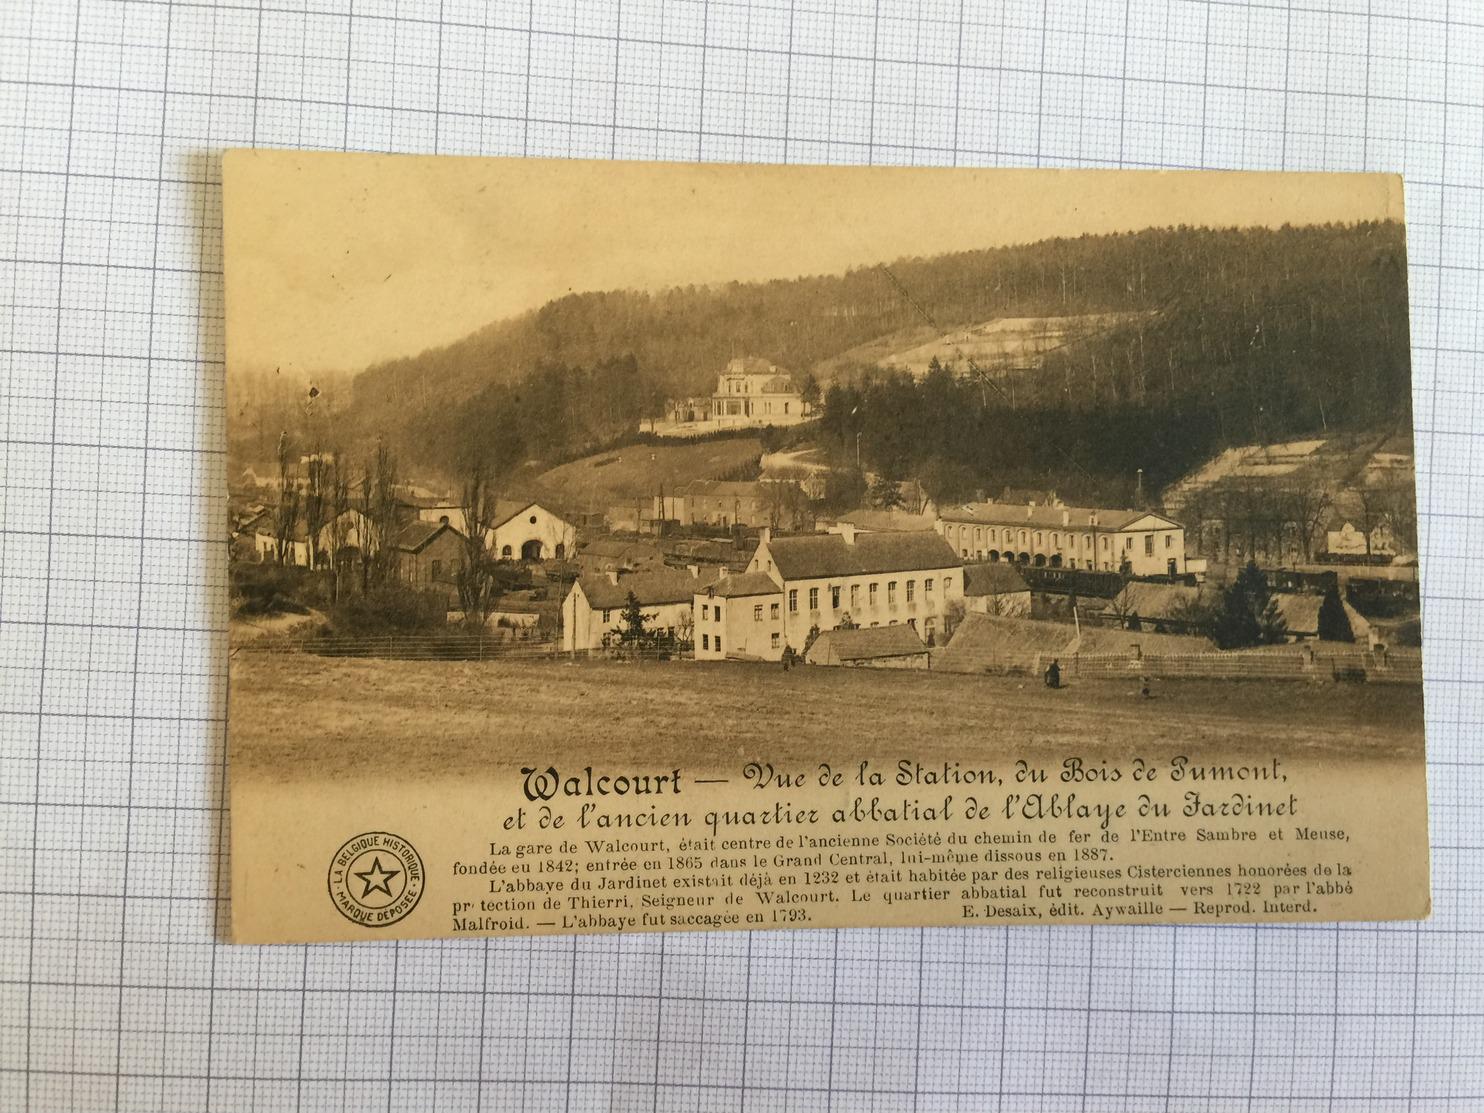 Walcourt — Vue de la Station, du Bois de Pumont,
et de l'ancien quartier abbatial de l'Abbaye du Jardinet
La gare de Walcourt, était centre de l'ancienne Société du chemin de fer de l'Entre Sambre et Meuse,
fondée eu 1842; entrée en 1865 dans le Grand Central, lui-même dissous en 1887.
L'abbaye du Jardinet existait déjà en 1232 et était habitée par des religieuses Cisterciennes honorées de la
pr tection de Thierri, Seigneur de Walcourt. Le quartier abbatial fut reconstruit vers 1722 par l'abbé
Malfroid. — L'abbaye fut saccagée en 1793.
E. Desaix, édit. Aywaille — Reprod. Interd.
LA BELGIQUE HISTORIQUE
MARQUE DÉPOSÉE